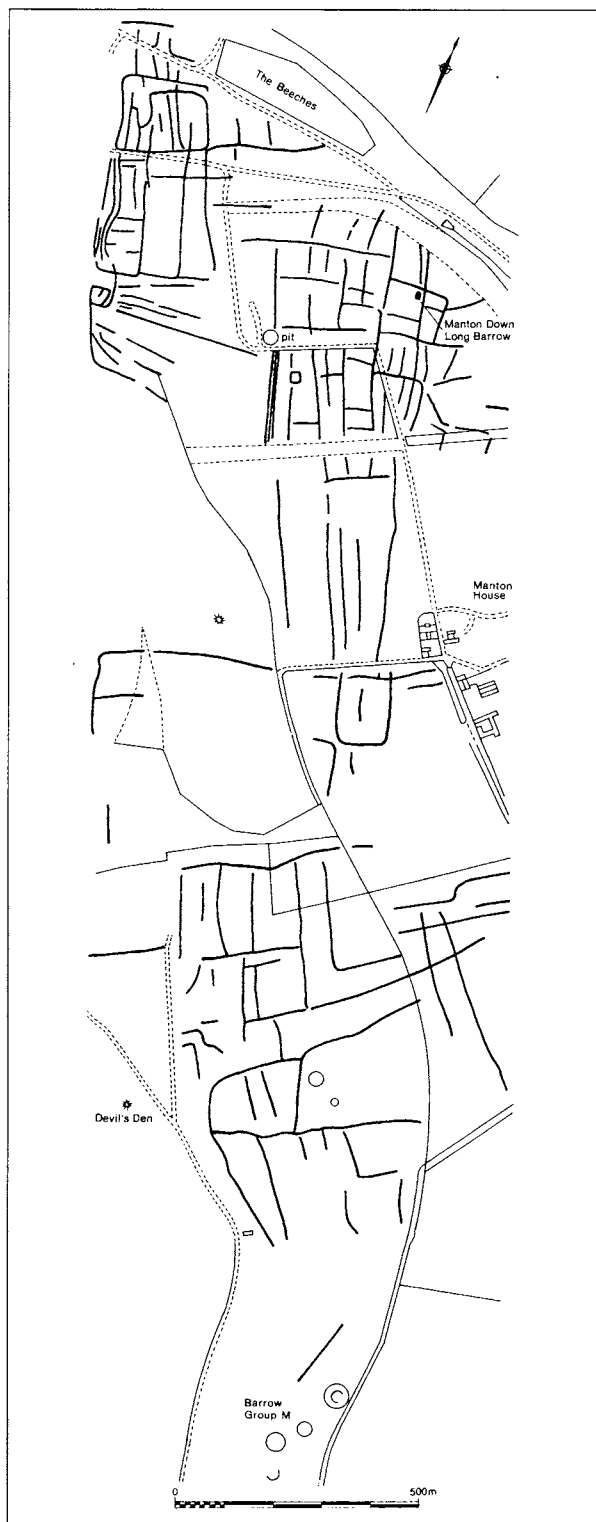 The Beeches
Manton Down
Long Barrow
pit
Manton
House
Devil's Den
Barrow
Group M
0
500m